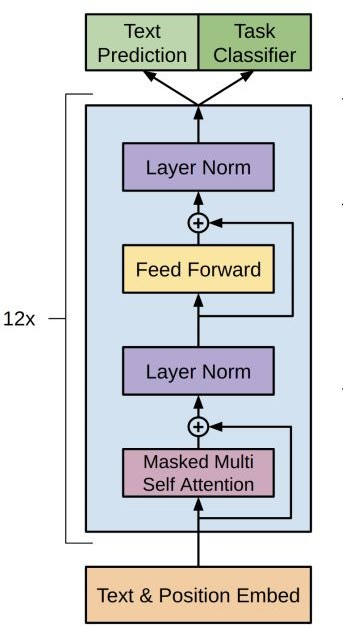 Text
Prediction
Task
Classifier
Layer Norm
+
Feed Forward
12x
Layer Norm
+
Masked Multi
Self Attention
Text & Position Embed